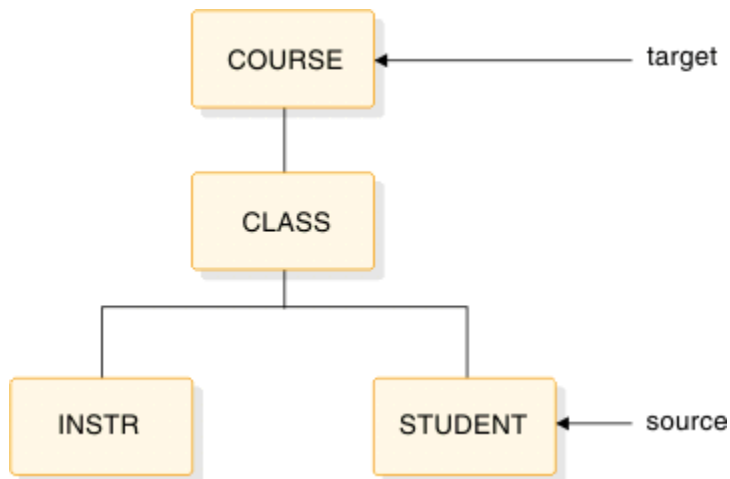 COURSE
target
CLASS
INSTR
STUDENT
source